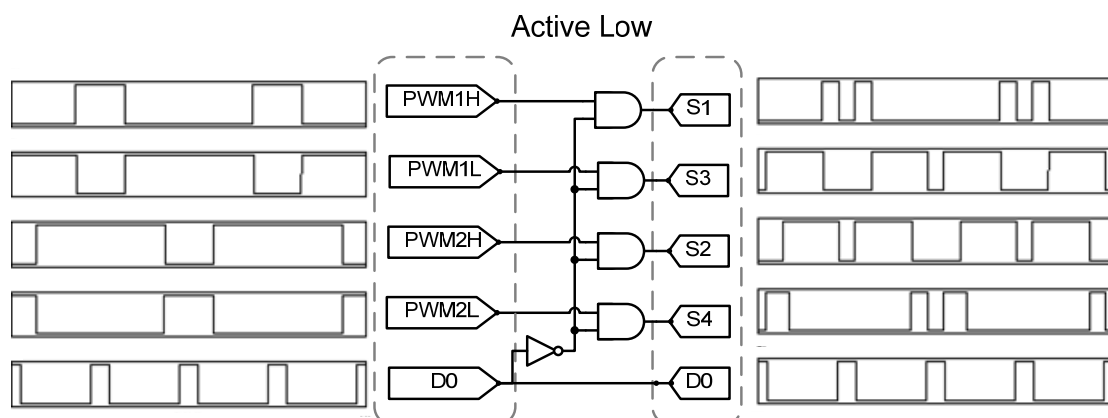 Active Low
PWM1H
S1
PWM1L
S3
PWM2H
S2
PWM2L
S4
D0
D0